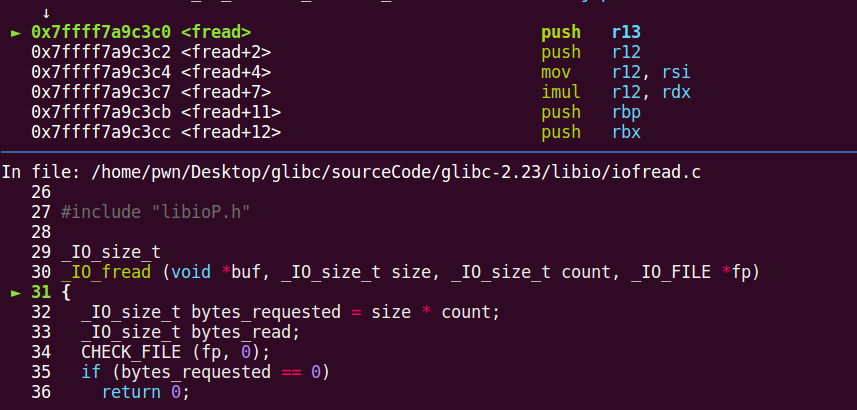 ↓
► 0x7ffff7a9c3c0 <fread> push r13
0x7ffff7a9c3c2 <fread+2> push r12
0x7ffff7a9c3c4 <fread+4> mov r12, rsi
0x7ffff7a9c3c7 <fread+7> imul r12, rdx
0x7ffff7a9c3cb <fread+11> push rbp
0x7ffff7a9c3cc <fread+12> push rbx
In file: /home/pwn/Desktop/glibc/sourceCode/glibc-2.23/libio/iofread.c
26
27 #include "libioP.h"
28
29 _IO_size_t
30 _IO_fread (void *buf, _IO_size_t size, _IO_size_t count, _IO_FILE *fp)
► 31 {
32 _IO_size_t bytes_requested = size * count;
33 _IO_size_t bytes_read;
34 CHECK_FILE (fp, 0);
35 if (bytes_requested == 0)
36 return 0;